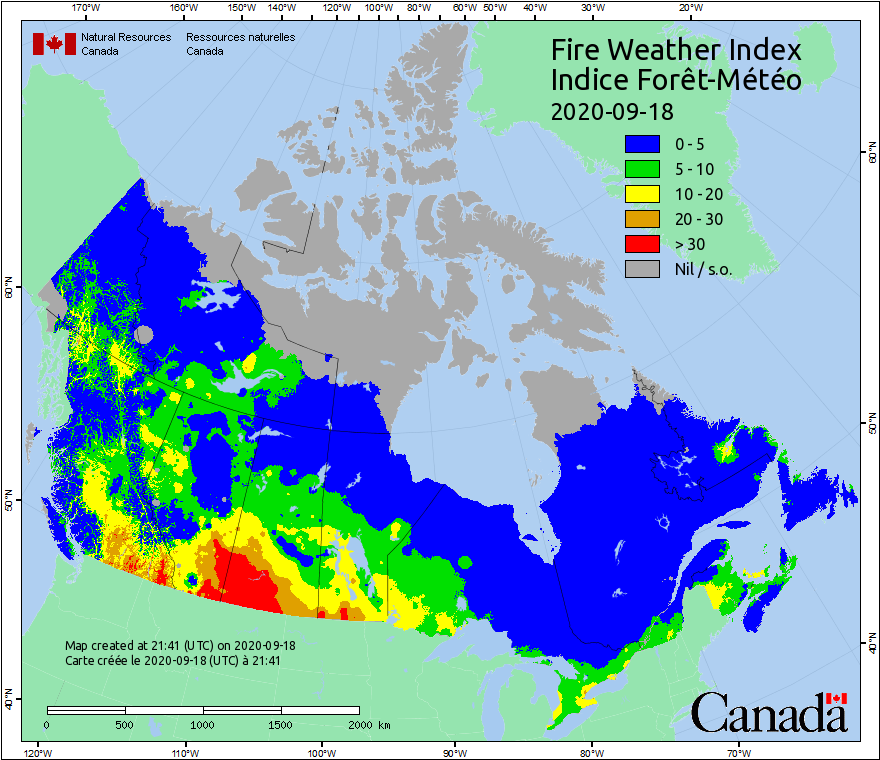 170°W 160°W 150°W 140°W 130°W 120°W 110°W 100°W 90°W 80°W 70°W 60°W 50°W 40°W 30°W 20°W
Natural Resources Ressources naturelles
Canada Canada
Fire Weather Index
Indice Forêt-Météo
2020-09-18
0 - 5
5 - 10
10 - 20
20 - 30
> 30
Nil / s.o.
60°N
60°N
50°N
50°N
40°N
40°N
Map created at 21:41 (UTC) on 2020-09-18
Carte créée le 2020-09-18 (UTC) à 21:41
0 500 1000 1500 2000 km
Canada
120°W 110°W 100°W 90°W 80°W 70°W